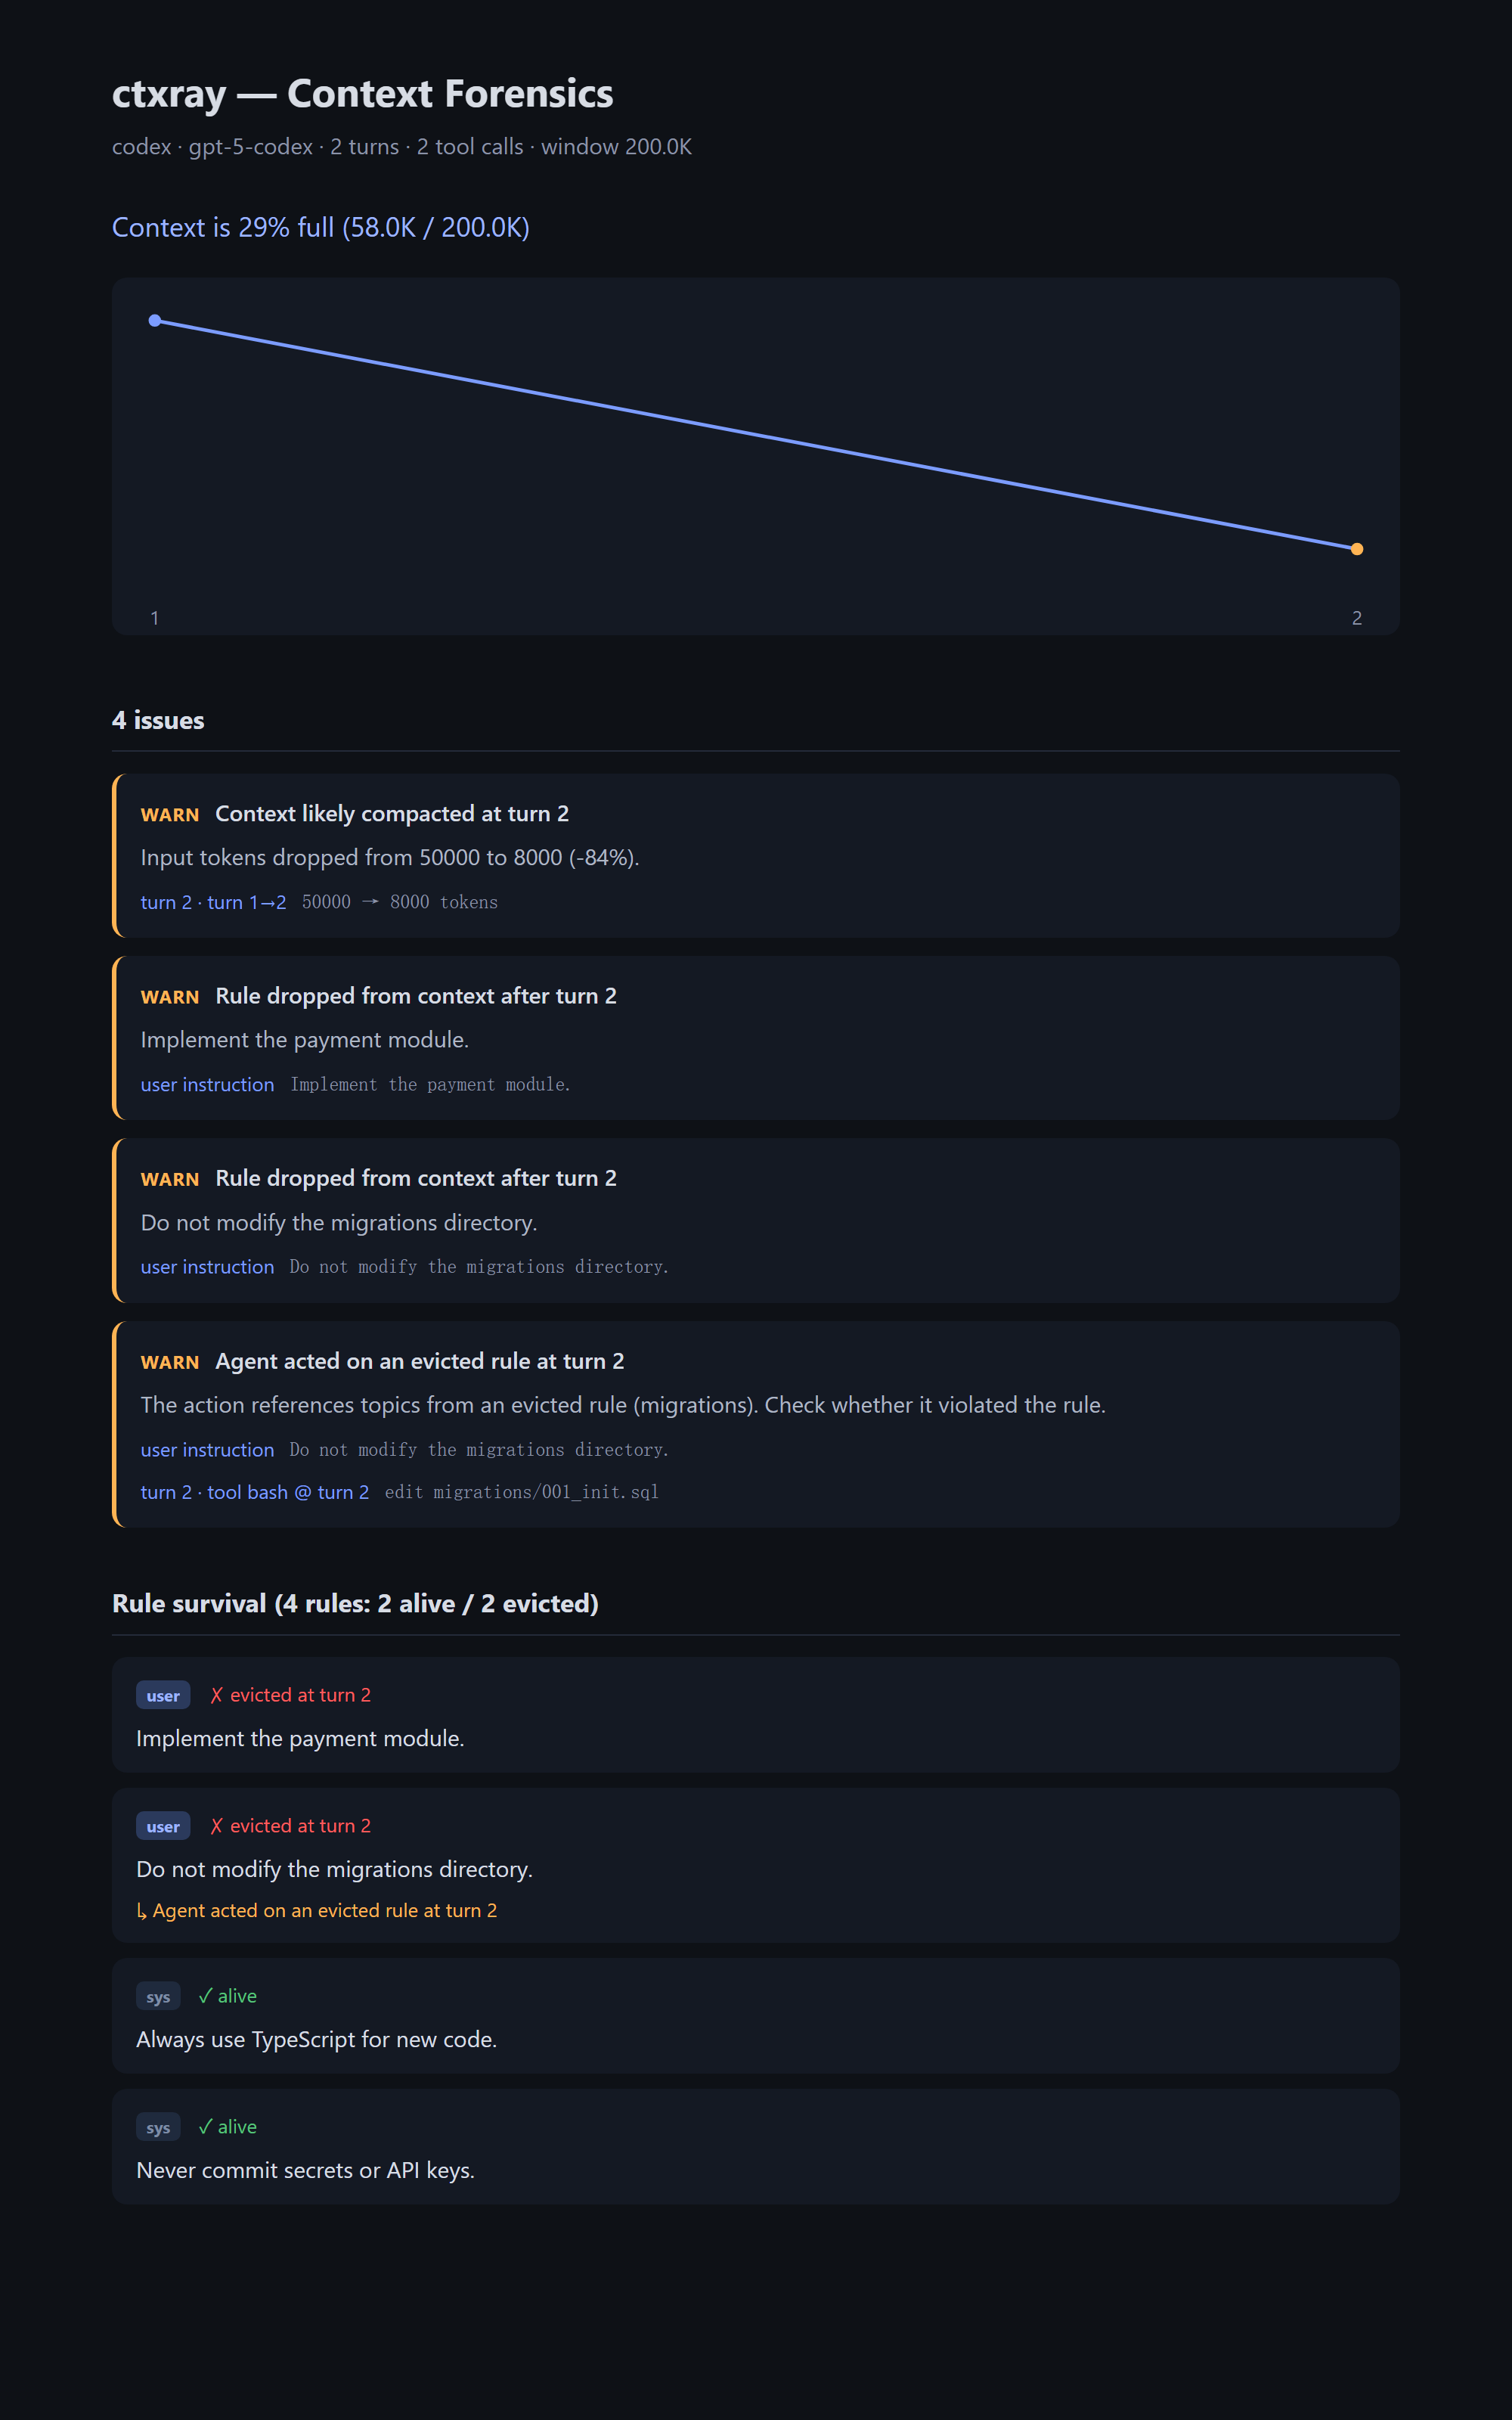 ctxray — Context Forensics
codex · gpt-5-codex · 2 turns · 2 tool calls · window 200.0K
Context is 29% full (58.0K / 200.0K)
1 2
4 issues
WARN Context likely compacted at turn 2
Input tokens dropped from 50000 to 8000 (-84%).
turn 2 · turn 1→2 50000 → 8000 tokens
WARN Rule dropped from context after turn 2
Implement the payment module.
user instruction Implement the payment module.
WARN Rule dropped from context after turn 2
Do not modify the migrations directory.
user instruction Do not modify the migrations directory.
WARN Agent acted on an evicted rule at turn 2
The action references topics from an evicted rule (migrations). Check whether it violated the rule.
user instruction Do not modify the migrations directory.
turn 2 · tool bash @ turn 2 edit migrations/001_init.sql
Rule survival (4 rules: 2 alive / 2 evicted)
user ✗ evicted at turn 2
Implement the payment module.
user ✗ evicted at turn 2
Do not modify the migrations directory.
↳ Agent acted on an evicted rule at turn 2
sys ✓ alive
Always use TypeScript for new code.
sys ✓ alive
Never commit secrets or API keys.